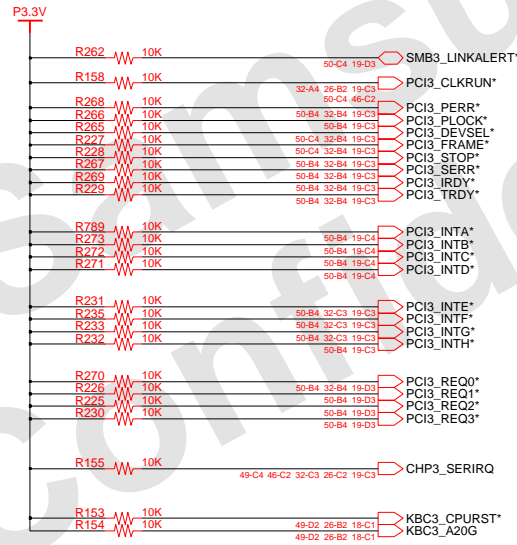 P3.3V
R262 10K SMB3_LINKALERT*
50-C4 19-D3
R158 10K PCI3_CLKRUN*
32-A4 26-B2 19-C3
50-C4 46-C2
R268 10K PCI3_PERR*
50-B4 32-B4 19-C3
R266 10K PCI3_PLOCK*
50-B4 19-C3
R265 10K PCI3_DEVSEL*
50-C4 32-B4 19-C3
R227 10K PCI3_FRAME*
50-C4 32-B4 19-C3
R228 10K PCI3_STOP*
50-B4 32-B4 19-C3
R267 10K PCI3_SERR*
50-B4 32-B4 19-C3
R269 10K PCI3_IRDY*
50-B4 32-B4 19-C3
R229 10K PCI3_TRDY*
50-B4 32-B4 19-C3
R789 10K PCI3_INTA*
50-B4 19-C4
R273 10K PCI3_INTB*
50-B4 19-C4
R272 10K PCI3_INTC*
50-B4 19-C4
R271 10K PCI3_INTD*
50-B4 19-C4
R231 10K PCI3_INTE*
50-B4 32-C3 19-C3
R235 10K PCI3_INTF*
50-B4 32-C3 19-C3
R233 10K PCI3_INTG*
50-B4 32-C3 19-C3
R232 10K PCI3_INTH*
50-B4 19-C3
R270 10K PCI3_REQ0*
50-B4 32-B4 19-D3
R226 10K PCI3_REQ1*
50-B4 19-D3
R225 10K PCI3_REQ2*
50-B4 19-D3
R230 10K PCI3_REQ3*
50-B4 19-D3
R155 10K CHP3_SERIRQ
49-C4 46-C2 32-C3 26-C2 19-C3
R153 10K KBC3_CPURST*
49-D2 26-B2 18-C1
R154 10K KBC3_A20G
49-D2 26-B2 18-C1